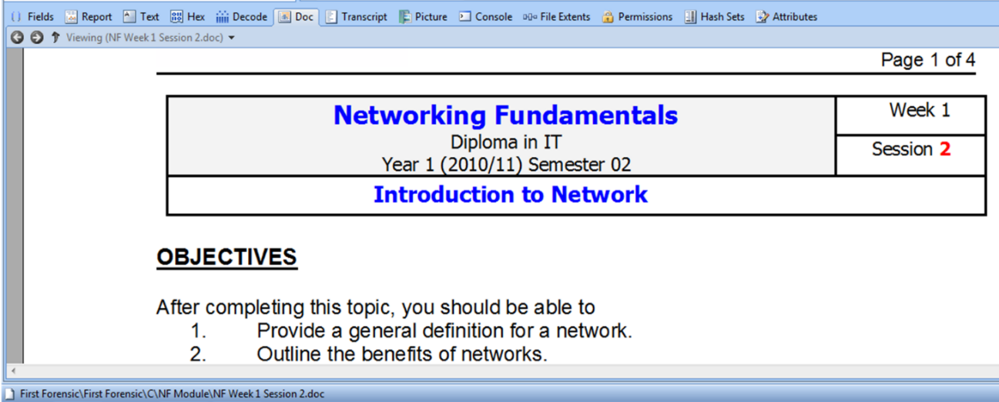 Fields Report Text Hex Decode Doc Transcript Picture Console File Extents Permissions Hash Sets Attributes
Viewing (NF Week 1 Session 2.doc)
Page 1 of 4
Networking Fundamentals
Week 1
Diploma in IT
Session 2
Year 1 (2010/11) Semester 02
Introduction to Network
OBJECTIVES
After completing this topic, you should be able to
1. Provide a general definition for a network.
2. Outline the benefits of networks.
First Forensic\First Forensic\C\NF Module\NF Week 1 Session 2.doc